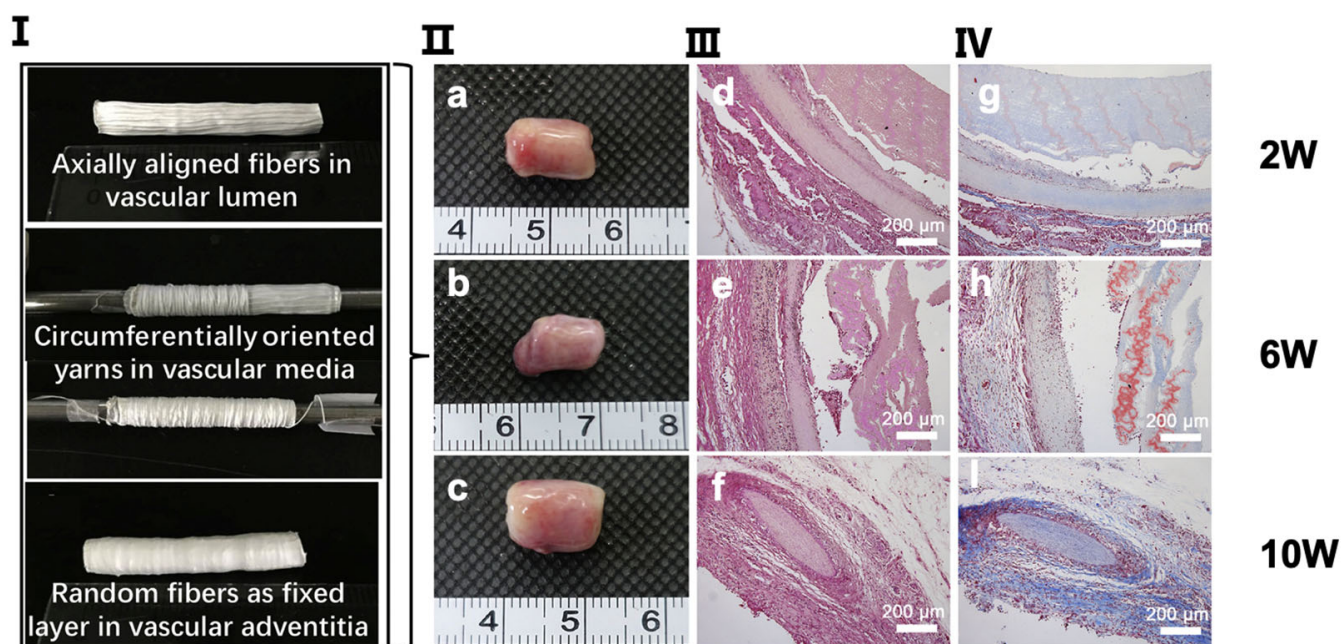 I
II
III
IV
Axially aligned fibers in
vascular lumen
Circumferentially oriented
yarns in vascular media
Random fibers as fixed
layer in vascular adventitia
a
4 5 6
b
6 7 8
c
4 5 6
d
200 μm
e
200 μm
f
200 μm
g
200 μm
h
200 μm
I
200 μm
2W
6W
10W